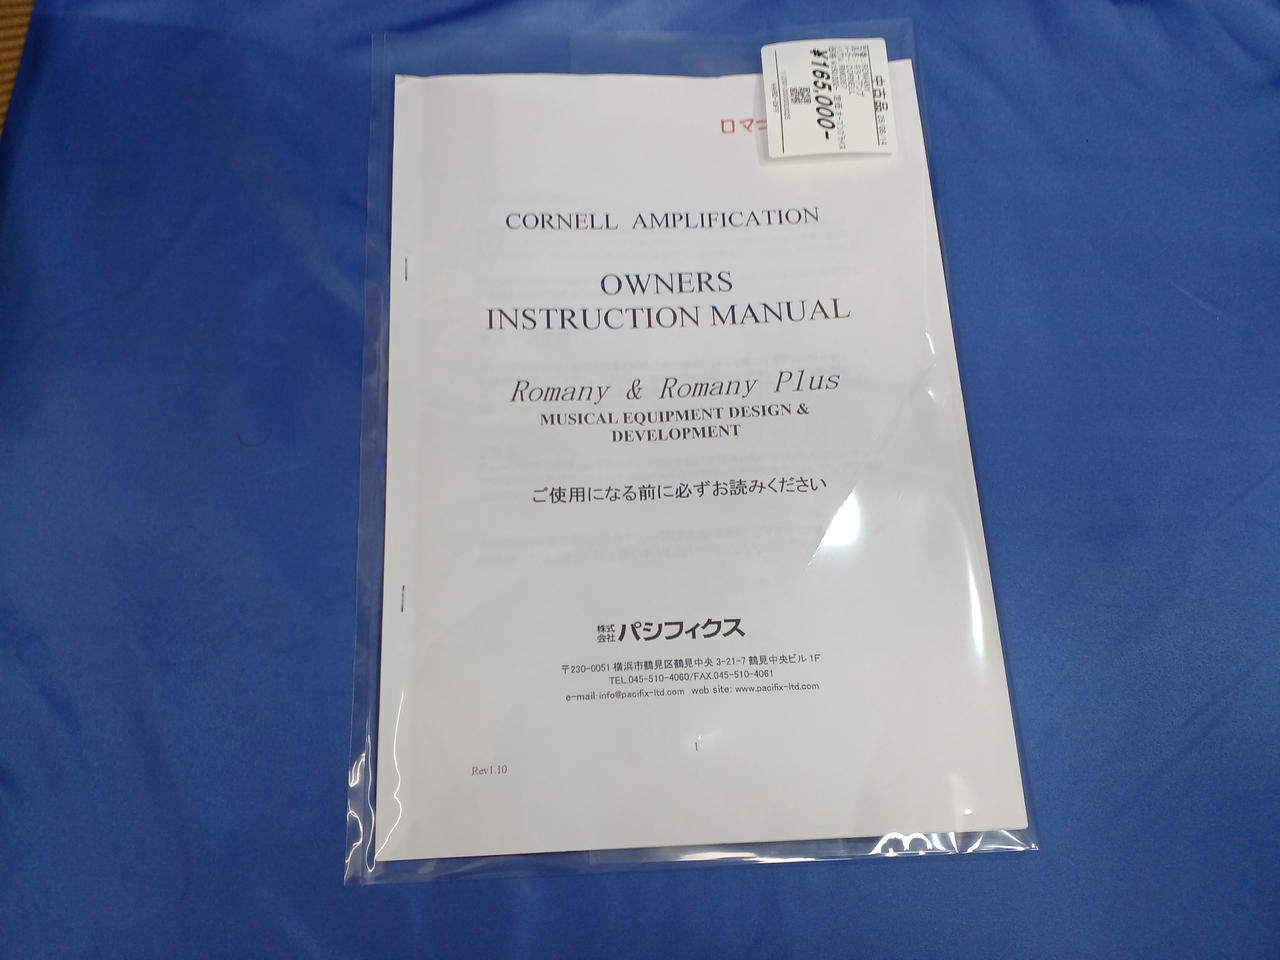 中古品 25/06/14
¥165,000-
ロマニ
CORNELL AMPLIFICATION
OWNERS
INSTRUCTION MANUAL
Romany & Romany Plus
MUSICAL EQUIPMENT DESIGN &
DEVELOPMENT
ご使用になる前に必ずお読みください
株式会社 パシフィクス
〒230-0051 横浜市鶴見区鶴見中央 3-21-7 鶴見中央ビル 1F
TEL.045-510-4060/FAX.045-510-4061
e-mail:info@pacifix-ltd.com web site: www.pacifix-ltd.com
1
Rev1.10